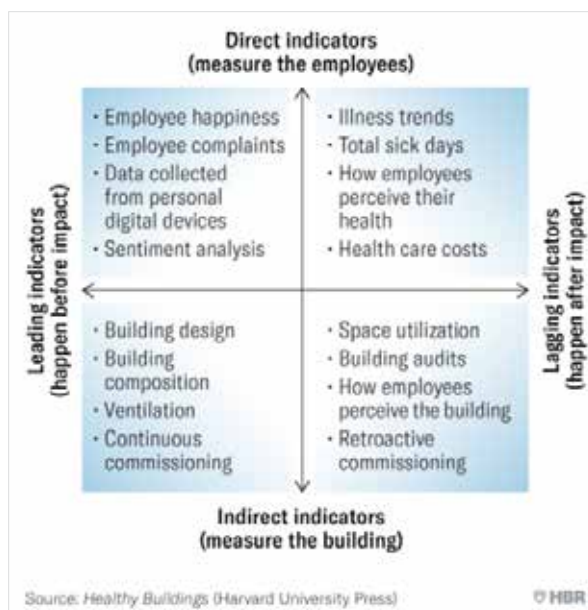 Direct indicators
(measure the employees)
• Employee happiness
• Employee complaints
• Data collected
from personal
digital devices
• Sentiment analysis
• Illness trends
• Total sick days
• How employees
perceive their
health
• Health care costs
Leading indicators
(happen before impact)
Lagging indicators
(happen after impact)
• Building design
• Building
composition
• Ventilation
• Continuous
commissioning
• Space utilization
• Building audits
• How employees
perceive the building
• Retroactive
commissioning
Indirect indicators
(measure the building)
Source: Healthy Buildings (Harvard University Press)
HBR